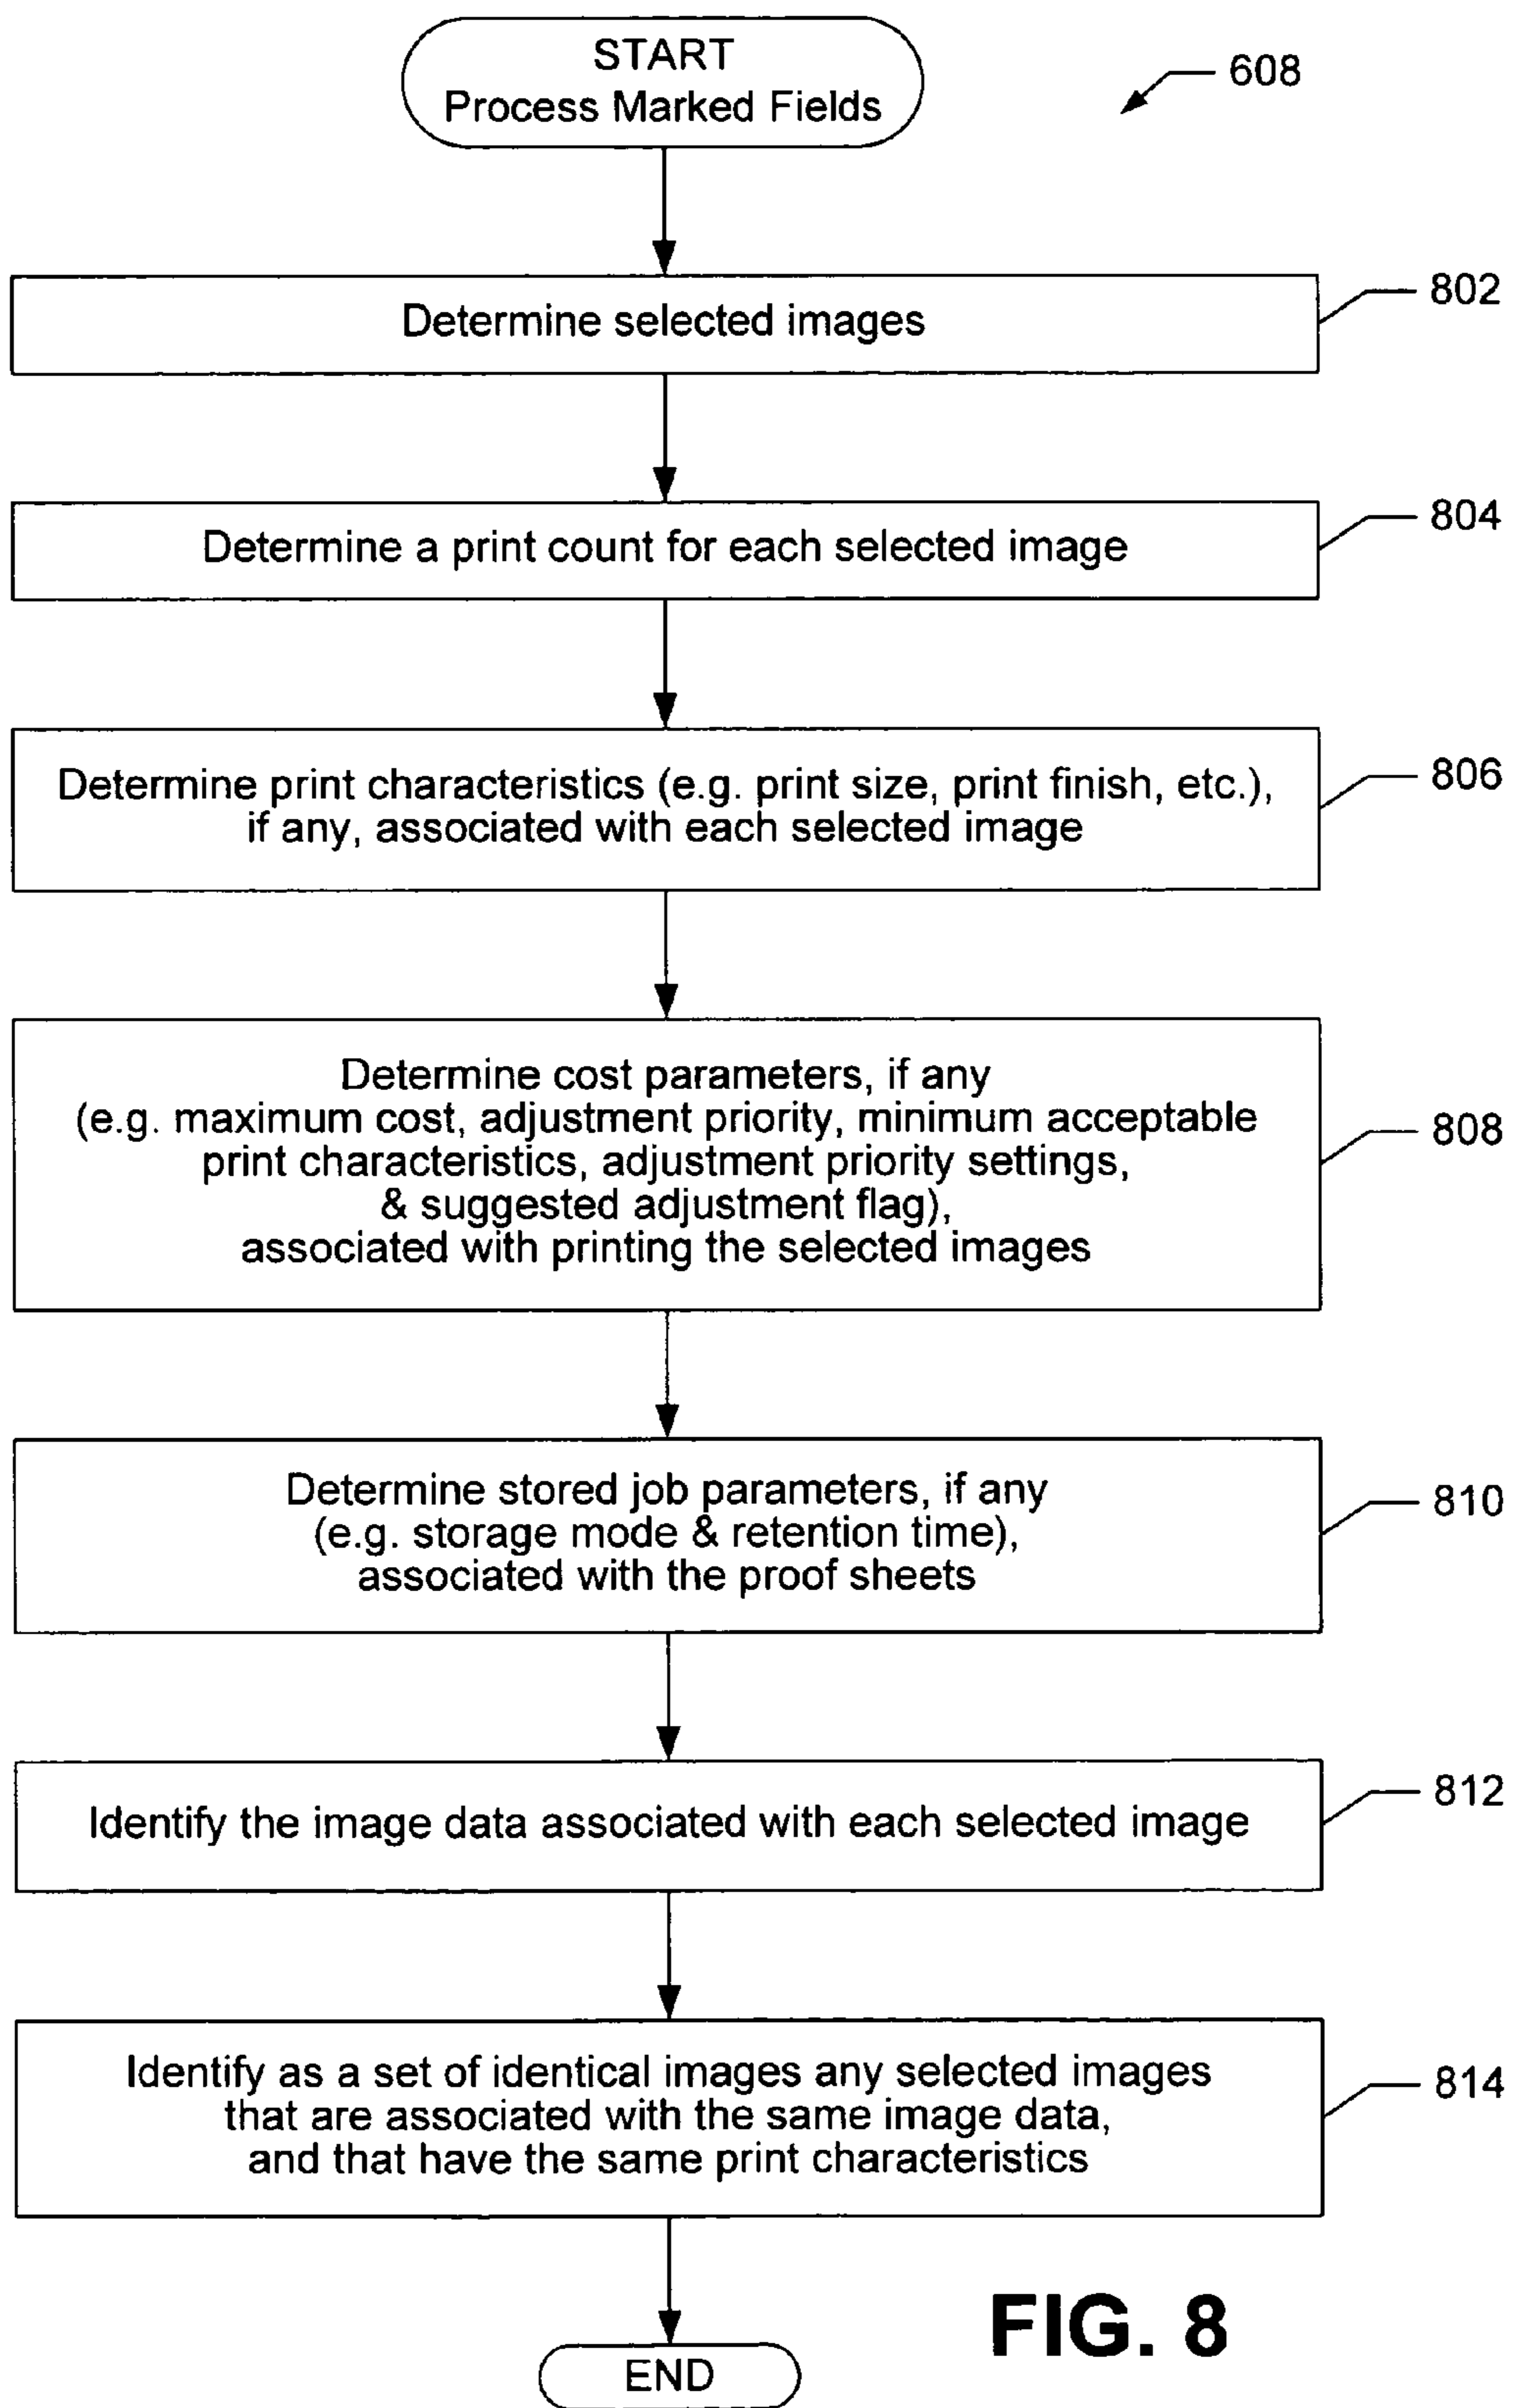 START
Process Marked Fields
608
Determine selected images
802
Determine a print count for each selected image
804
Determine print characteristics (e.g. print size, print finish, etc.),
if any, associated with each selected image
806
Determine cost parameters, if any
(e.g. maximum cost, adjustment priority, minimum acceptable
print characteristics, adjustment priority settings,
& suggested adjustment flag),
associated with printing the selected images
808
Determine stored job parameters, if any
(e.g. storage mode & retention time),
associated with the proof sheets
810
Identify the image data associated with each selected image
812
Identify as a set of identical images any selected images
that are associated with the same image data,
and that have the same print characteristics
814
FIG. 8
END